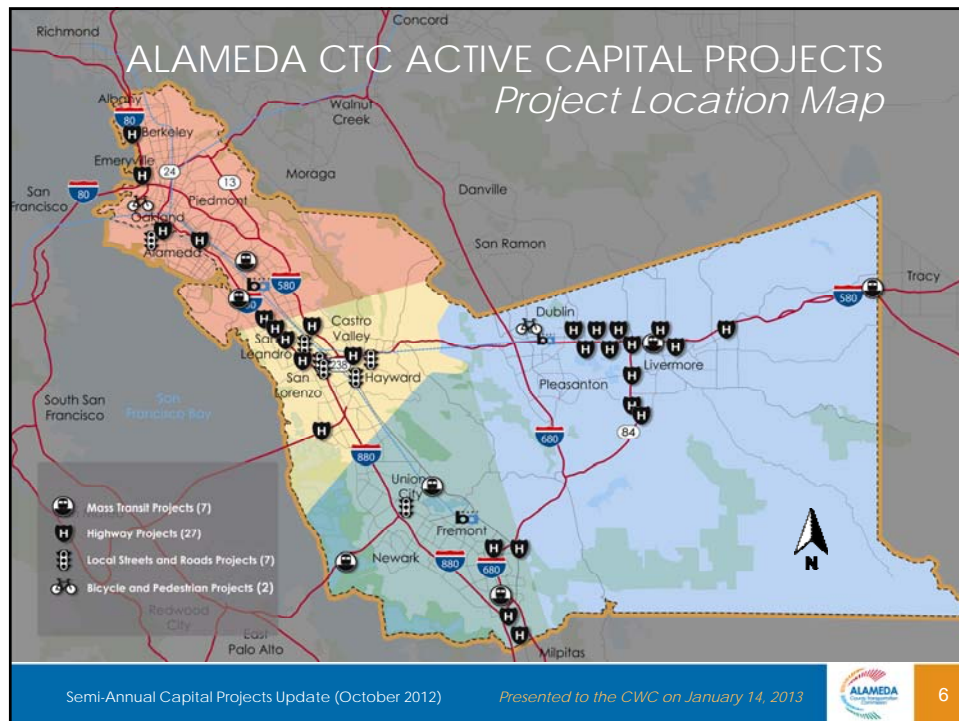 ALAMEDA CTC ACTIVE CAPITAL PROJECTS
Project Location Map
Richmond
Concord
Albany
80
H
Berkeley
Walnut
Creek
Emeryville
H
24
13
Moraga
San
Francisco
80
Piedmont
Danville
Oakland
H
H
Alameda
San Ramon
Tracy
580
580
H
H
H
H
Castro
Valley
Dublin
H
H
H
H
H
H
H
H
H
H
Livermore
San
Leandro
H
238
H
San
Lorenzo
Hayward
Pleasanton
H
H
H
84
South San
Francisco
San
Francisco Bay
H
880
680
Union
City
Fremont
Newark
880
H
H
680
H
H
Mass Transit Projects (7)
H
Highway Projects (27)
Local Streets and Roads Projects (7)
Bicycle and Pedestrian Projects (2)
N
Redwood
City
East
Palo Alto
Milpitas
Semi-Annual Capital Projects Update (October 2012)
Presented to the CWC on January 14, 2013
ALAMEDA
County Transportation
Commission
6